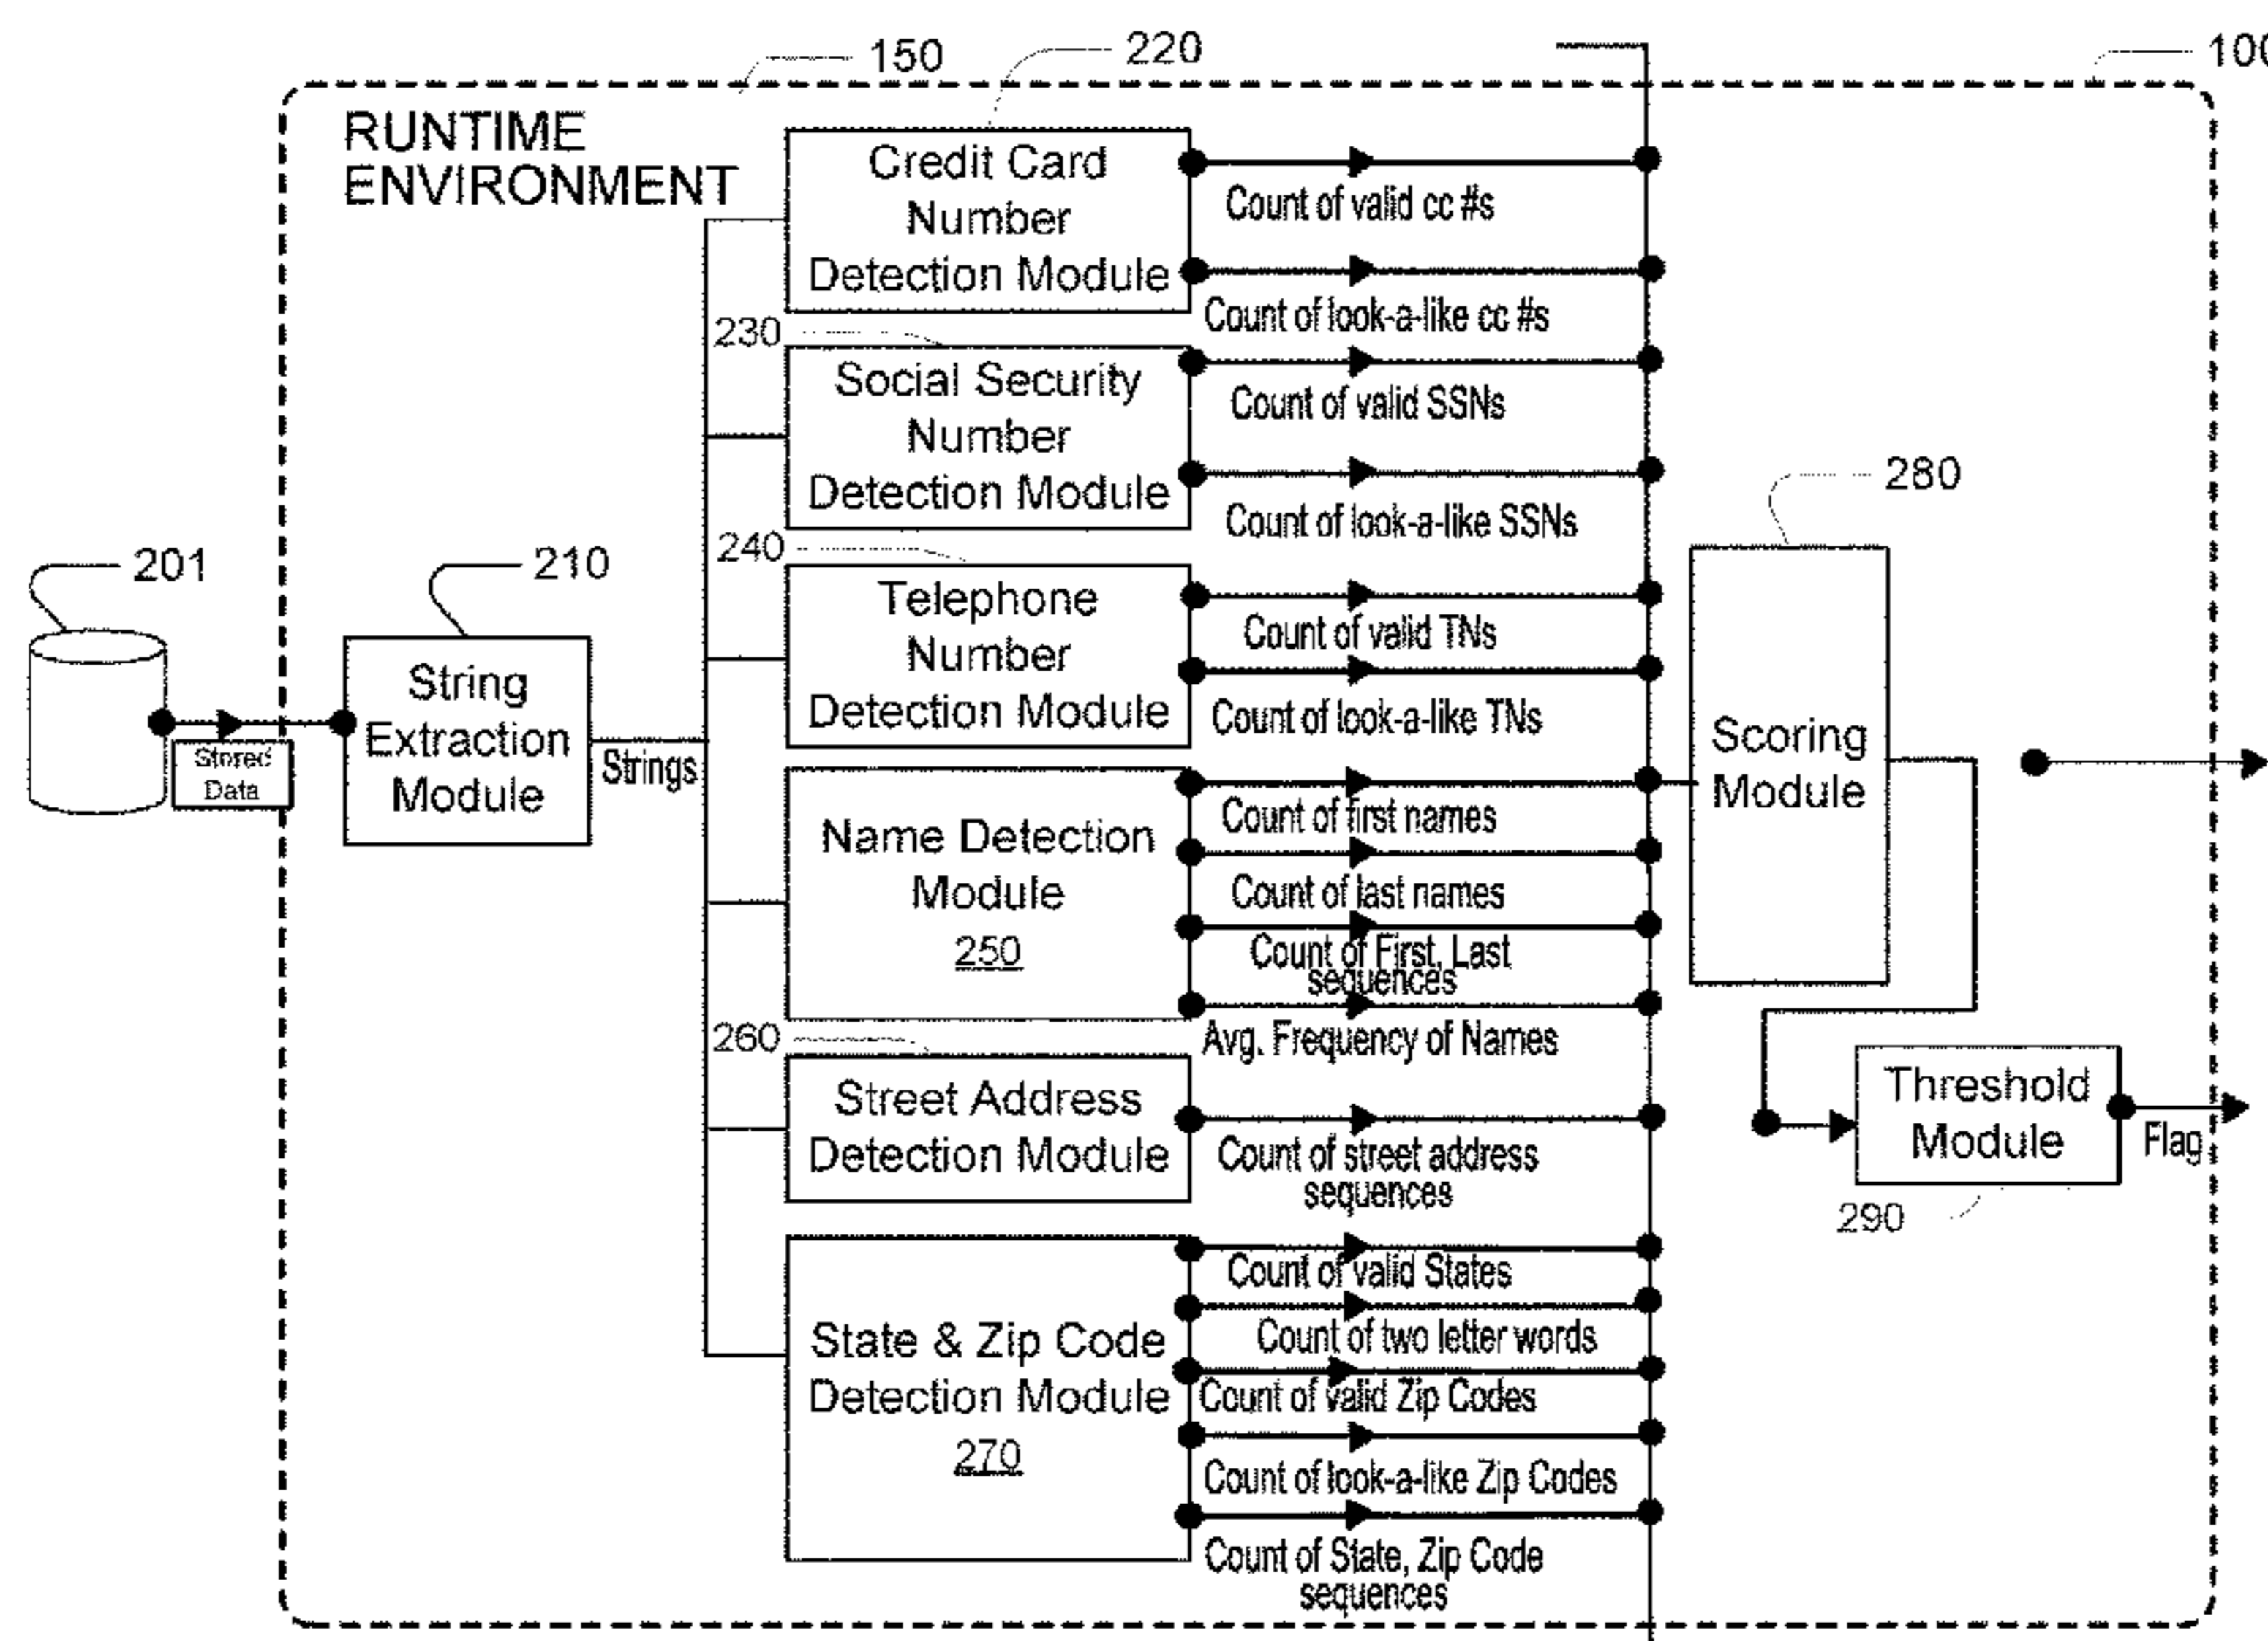 150
220
100
RUNTIME
ENVIRONMENT
Credit Card
Number
Detection Module
Count of valid cc #s
Count of look-a-like cc #s
230
Social Security
Number
Detection Module
Count of valid SSNs
Count of look-a-like SSNs
240
Telephone
Number
Detection Module
Count of valid TNs
Count of look-a-like TNs
201
Stored
Data
210
String
Extraction
Module
Strings
Name Detection
Module
250
Count of first names
Count of last names
Count of First, Last
sequences
Avg. Frequency of Names
260
Street Address
Detection Module
Count of street address
sequences
State & Zip Code
Detection Module
270
Count of valid States
Count of two letter words
Count of valid Zip Codes
Count of look-a-like Zip Codes
Count of State, Zip Code
sequences
280
Scoring
Module
Threshold
Module
290
Flag